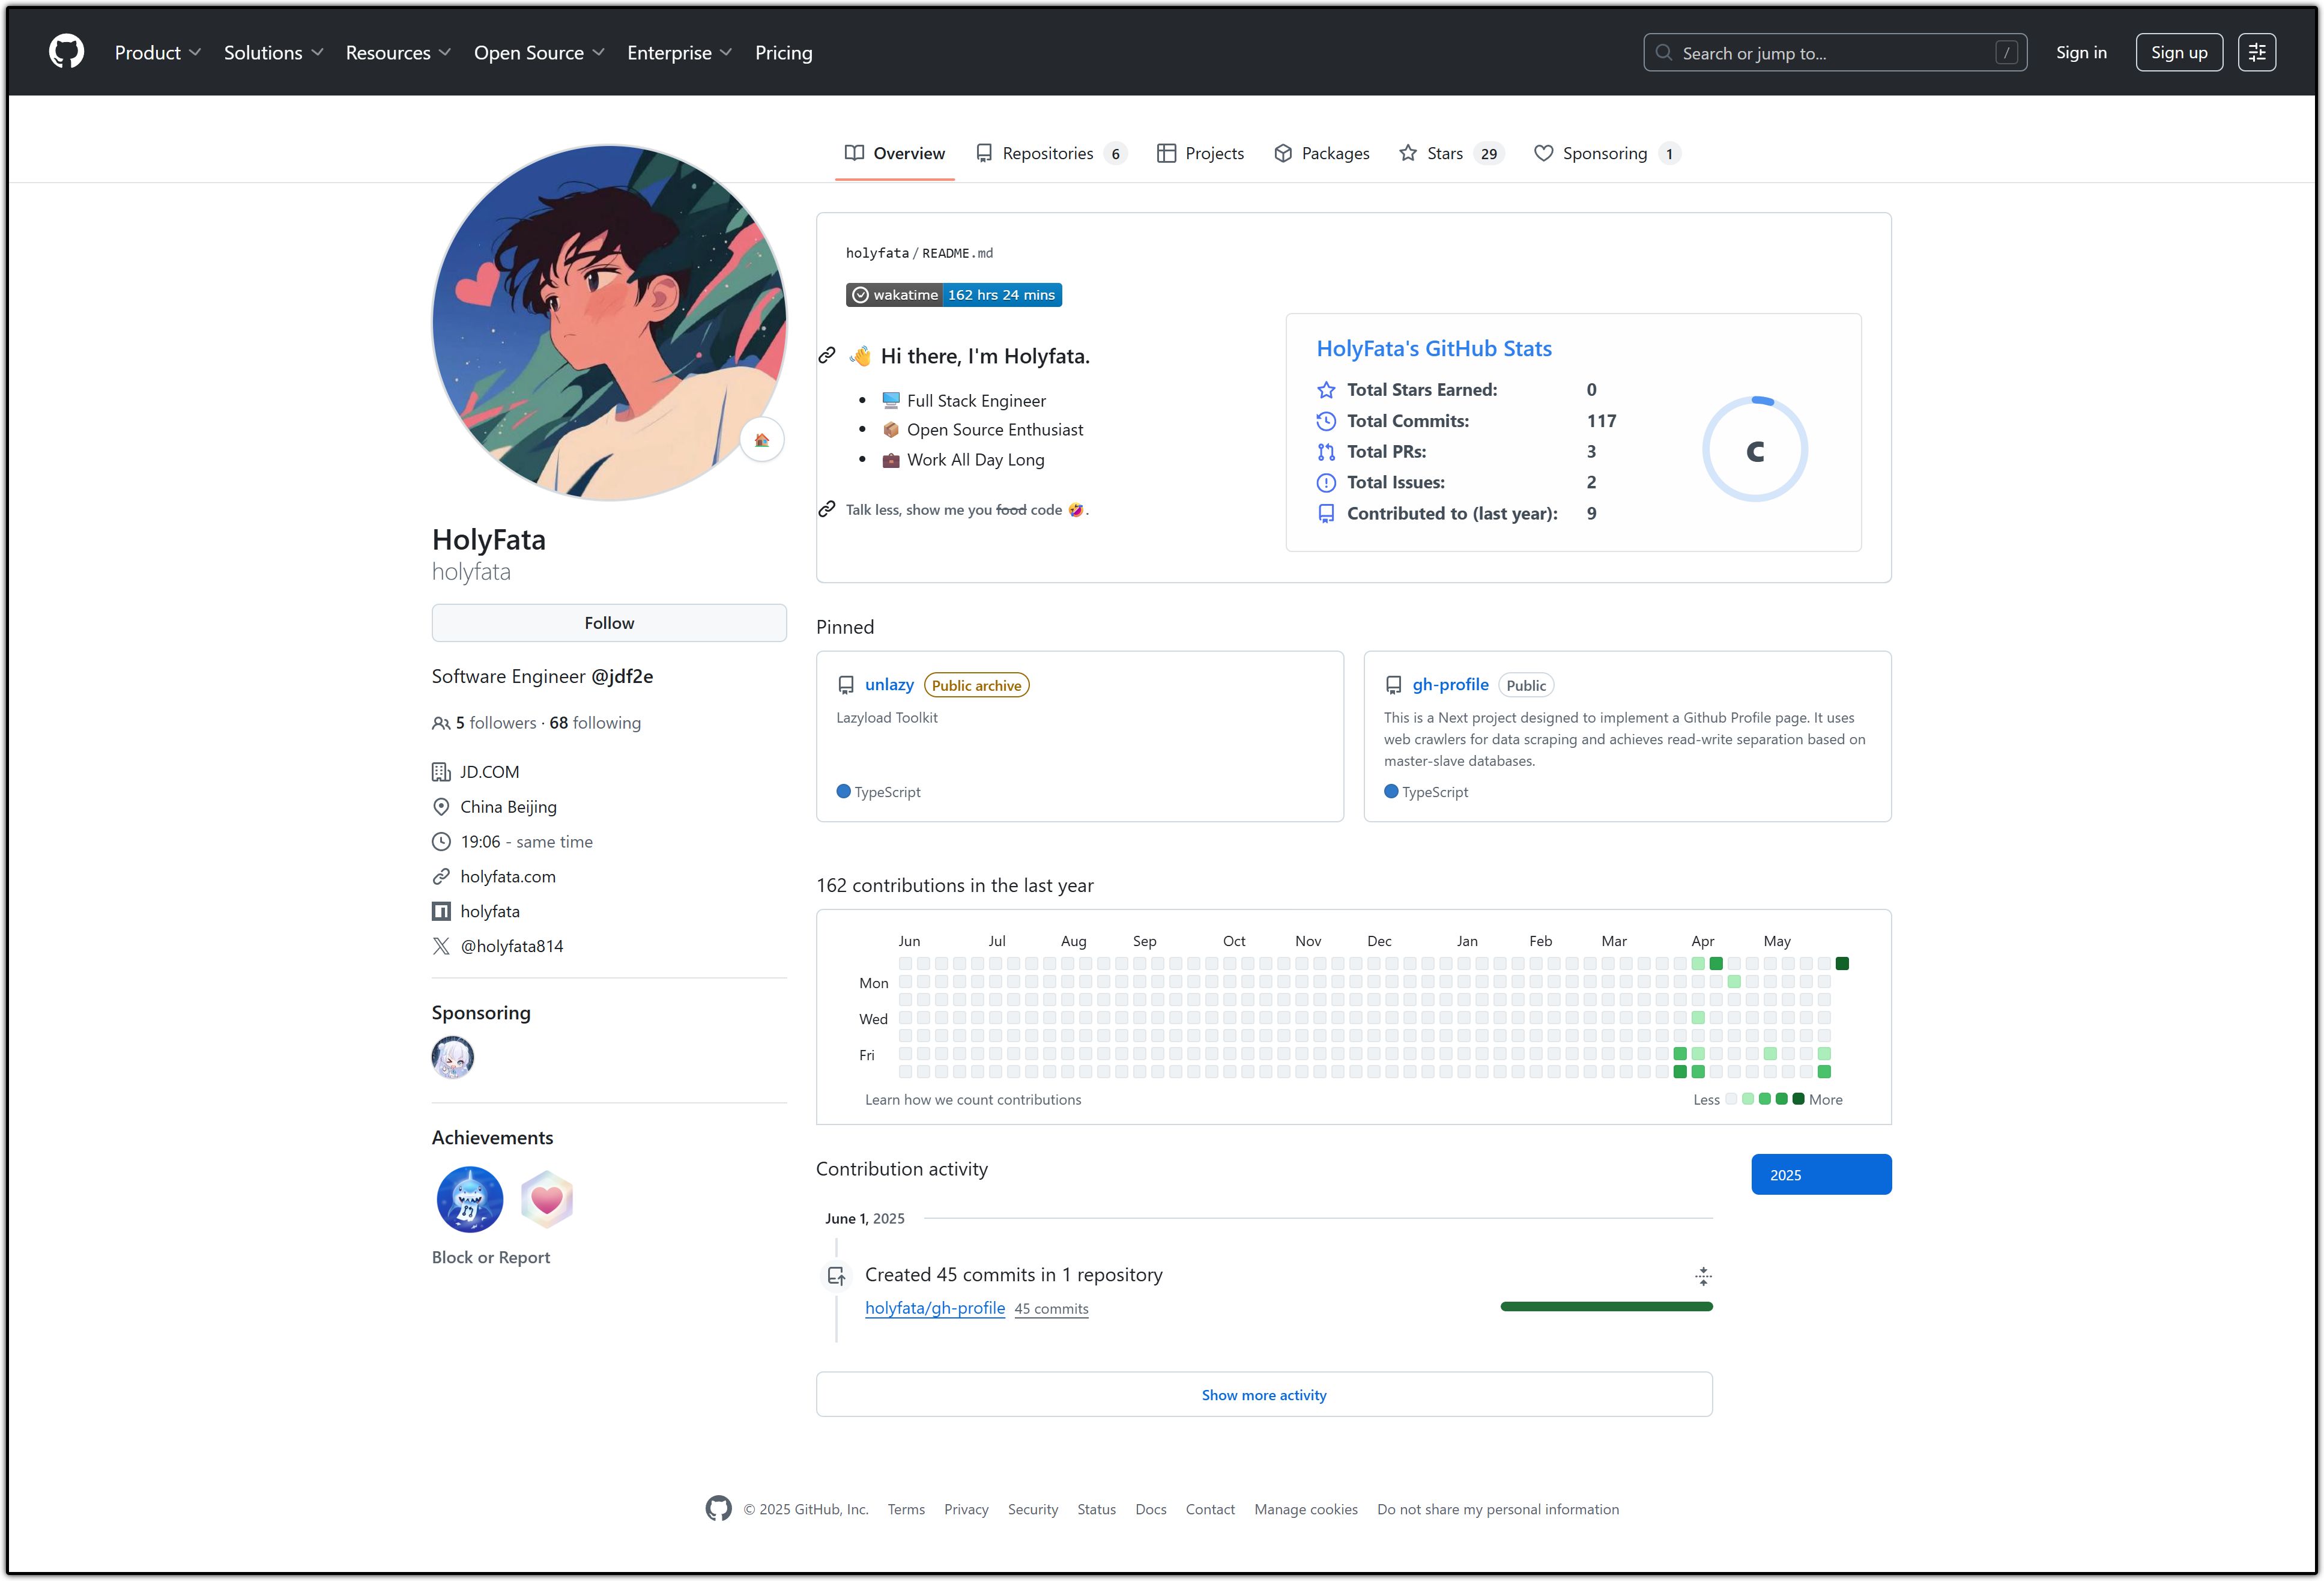 Product Solutions Resources Open Source Enterprise Pricing Search or jump to... / Sign in Sign up
Overview Repositories 6 Projects Packages Stars 29 Sponsoring 1
HolyFata
holyfata
Follow
Software Engineer @jdf2e
5 followers · 68 following
JD.COM
China Beijing
19:06 - same time
holyfata.com
holyfata
@holyfata814
Sponsoring
Achievements
Block or Report
holyfata/README.md
wakatime 162 hrs 24 mins
👋 Hi there, I'm Holyfata.
• 🖥️ Full Stack Engineer
• 📦 Open Source Enthusiast
• 💼 Work All Day Long
Talk less, show me you food code 🤣.
HolyFata's GitHub Stats
Total Stars Earned: 0
Total Commits: 117
Total PRs: 3
Total Issues: 2
Contributed to (last year): 9
C
Pinned
unlazy Public archive
Lazyload Toolkit
TypeScript
gh-profile Public
This is a Next project designed to implement a Github Profile page. It uses
web crawlers for data scraping and achieves read-write separation based on
master-slave databases.
TypeScript
162 contributions in the last year
Jun Jul Aug Sep Oct Nov Dec Jan Feb Mar Apr May
Mon
Wed
Fri
Learn how we count contributions Less More
Contribution activity
2025
June 1, 2025
Created 45 commits in 1 repository
holyfata/gh-profile 45 commits
Show more activity
© 2025 GitHub, Inc. Terms Privacy Security Status Docs Contact Manage cookies Do not share my personal information